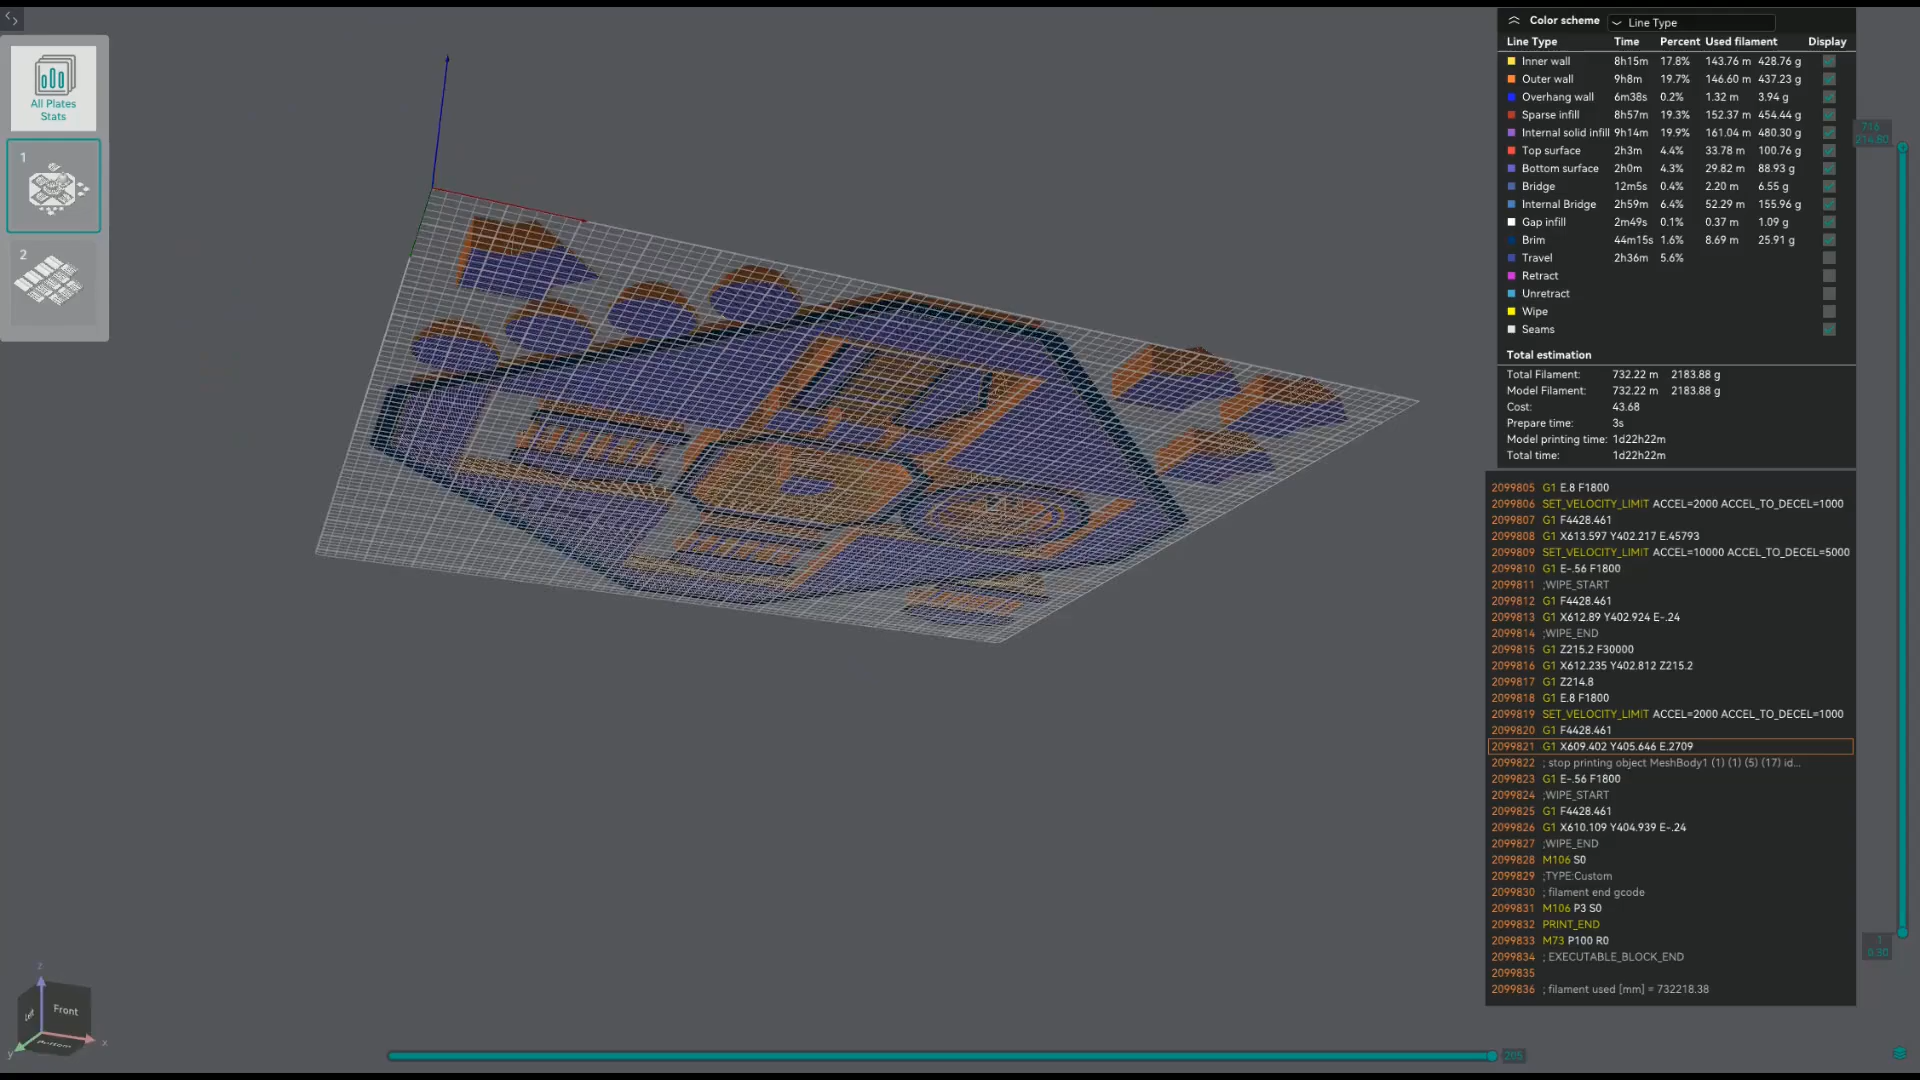 Color scheme Line Type
Line Type Time Percent Used filament Display
Inner wall 8h15m 17.8% 143.76 m 428.76 g
Outer wall 9h8m 19.7% 146.60 m 437.23 g
Overhang wall 6m38s 0.2% 1.32 m 3.94 g
Sparse infill 8h57m 19.3% 152.37 m 454.44 g
Internal solid infill 9h14m 19.9% 161.04 m 480.30 g
Top surface 2h3m 4.4% 33.78 m 100.76 g
Bottom surface 2h0m 4.3% 29.82 m 88.93 g
Bridge 12m5s 0.4% 2.20 m 6.55 g
Internal Bridge 2h59m 6.4% 52.29 m 155.96 g
Gap infill 2m49s 0.1% 0.37 m 1.09 g
Brim 44m15s 1.6% 8.69 m 25.91 g
Travel 2h36m 5.6%
Retract
Unretract
Wipe
Seams
Total estimation
Total Filament: 732.22 m 2183.88 g
Model Filament: 732.22 m 2183.88 g
Cost: 43.68
Prepare time: 3s
Model printing time: 1d22h22m
Total time: 1d22h22m
All Plates
Stats
1
2
716
214.80
2099805 G1 E.8 F1800
2099806 SET_VELOCITY_LIMIT ACCEL=2000 ACCEL_TO_DECEL=1000
2099807 G1 F4428.461
2099808 G1 X613.597 Y402.217 E.45793
2099809 SET_VELOCITY_LIMIT ACCEL=10000 ACCEL_TO_DECEL=5000
2099810 G1 E-.56 F1800
2099811 ;WIPE_START
2099812 G1 F4428.461
2099813 G1 X612.89 Y402.924 E-.24
2099814 ;WIPE_END
2099815 G1 Z215.2 F30000
2099816 G1 X612.235 Y402.812 Z215.2
2099817 G1 Z214.8
2099818 G1 E.8 F1800
2099819 SET_VELOCITY_LIMIT ACCEL=2000 ACCEL_TO_DECEL=1000
2099820 G1 F4428.461
2099821 G1 X609.402 Y405.646 E.2709
2099822 ; stop printing object MeshBody1 (1) (1) (5) (17) id...
2099823 G1 E-.56 F1800
2099824 ;WIPE_START
2099825 G1 F4428.461
2099826 G1 X610.109 Y404.939 E-.24
2099827 ;WIPE_END
2099828 M106 S0
2099829 ;TYPE:Custom
2099830 ; filament end gcode
2099831 M106 P3 S0
2099832 PRINT_END
2099833 M73 P100 R0
2099834 ; EXECUTABLE_BLOCK_END
2099835
2099836 ; filament used [mm] = 732218.38
1
0.30
z
Left Front
Bottom
y x
205